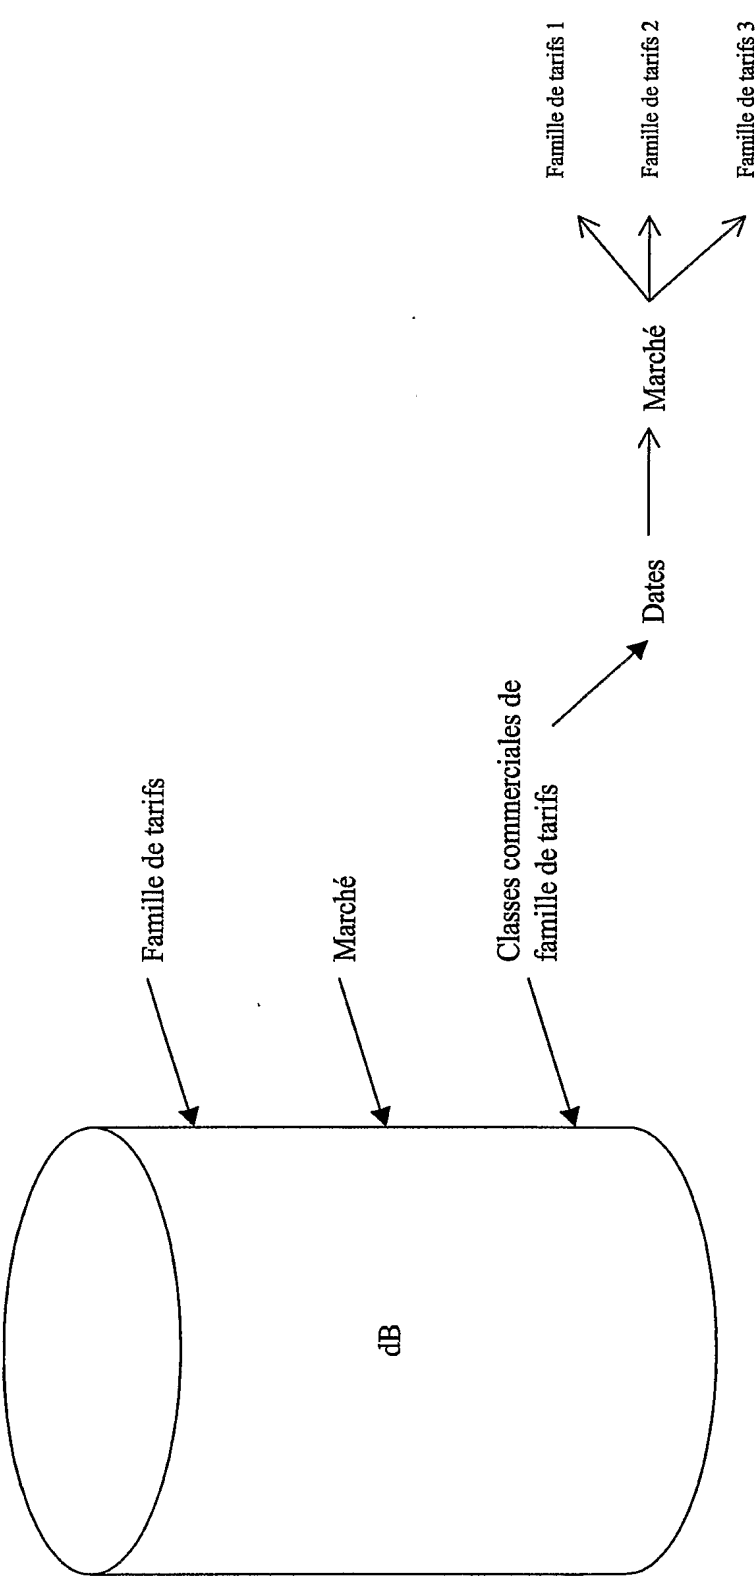 dB
Famille de tarifs
Marché
Classes commerciales de
famille de tarifs
Dates
Marché
Famille de tarifs 1
Famille de tarifs 2
Famille de tarifs 3